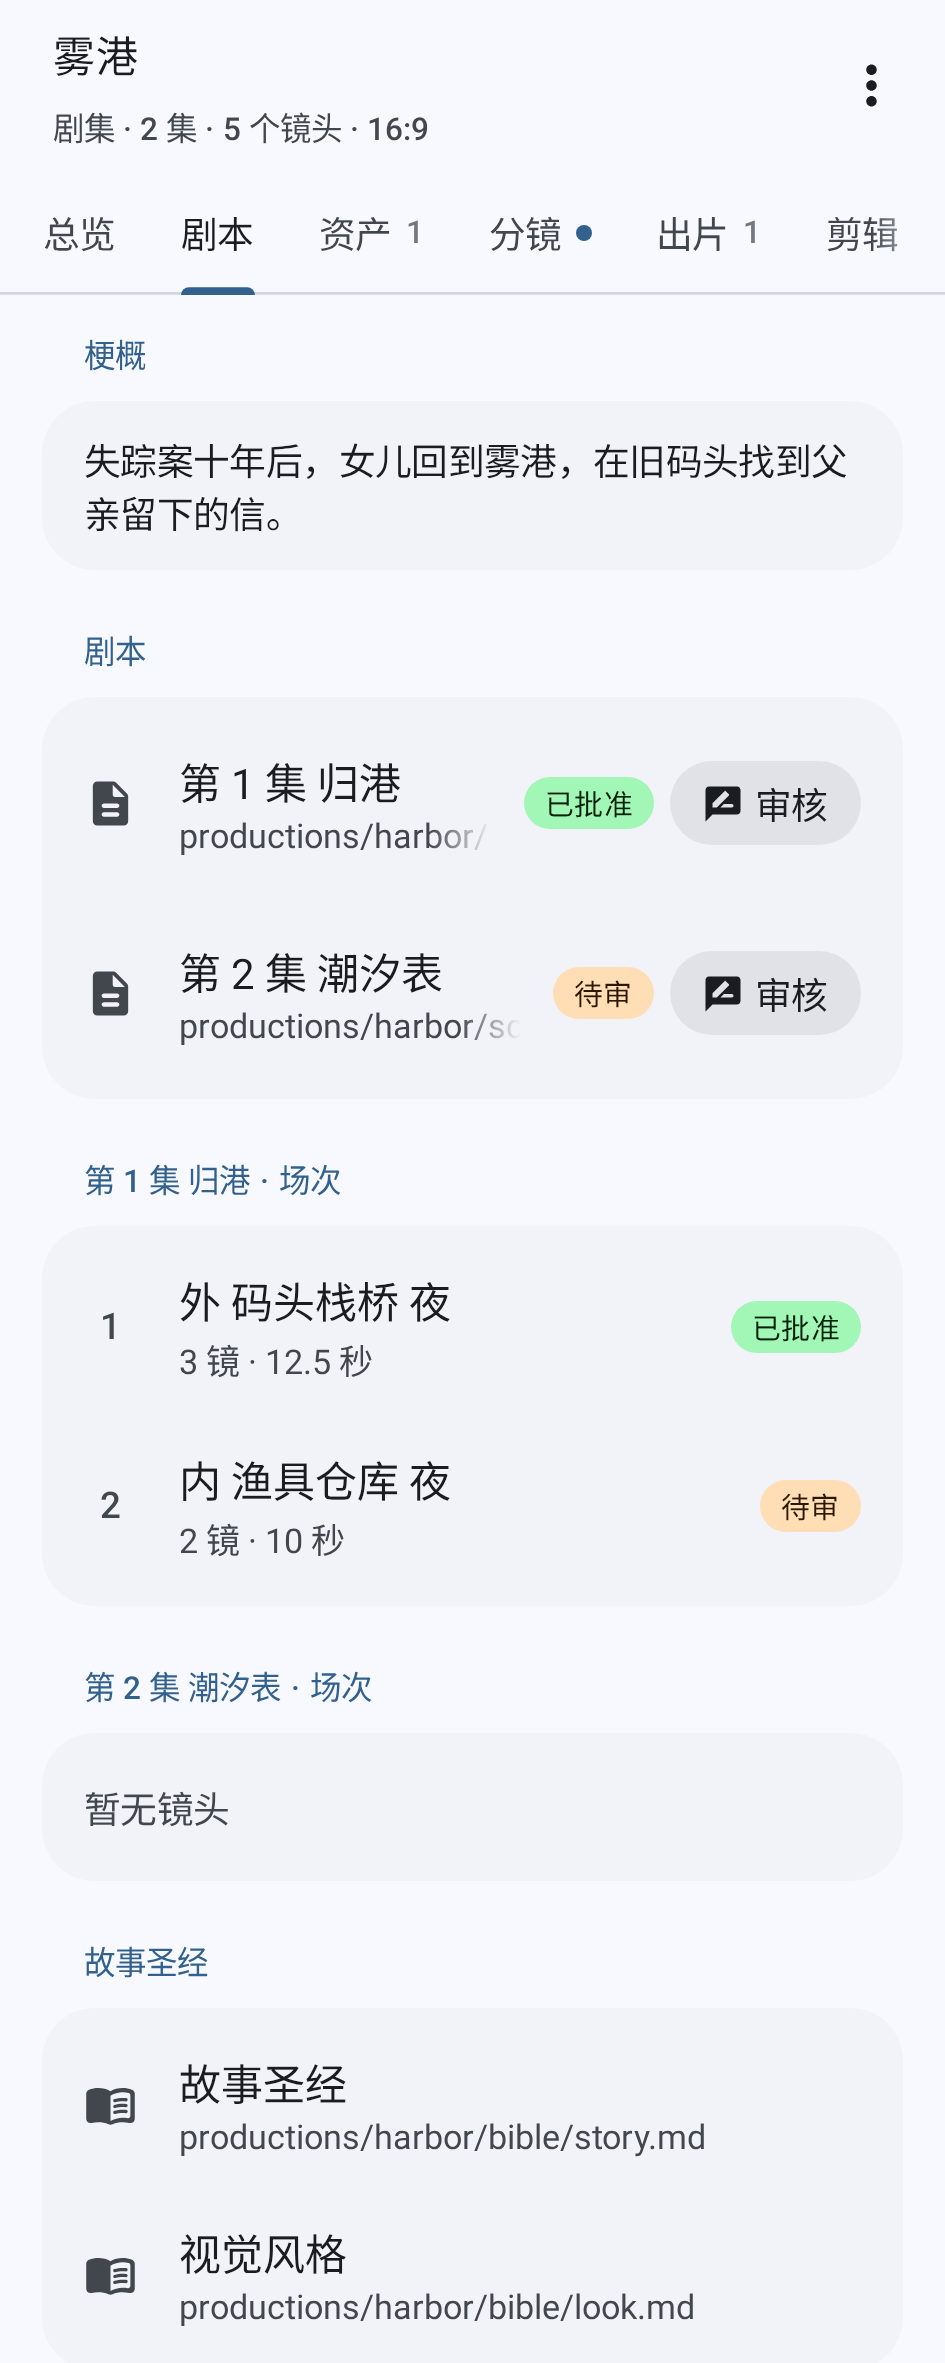 雾港
剧集 · 2 集 · 5 个镜头 · 16:9
总览 剧本 资产 1 分镜 出片 1 剪辑
梗概
失踪案十年后，女儿回到雾港，在旧码头找到父
亲留下的信。
剧本
第 1 集 归港
已批准
审核
productions/harbor/
第 2 集 潮汐表
待审
审核
productions/harbor/sc
第 1 集 归港 · 场次
1
外 码头栈桥 夜
3 镜 · 12.5 秒
已批准
2
内 渔具仓库 夜
2 镜 · 10 秒
待审
第 2 集 潮汐表 · 场次
暂无镜头
故事圣经
故事圣经
productions/harbor/bible/story.md
视觉风格
productions/harbor/bible/look.md